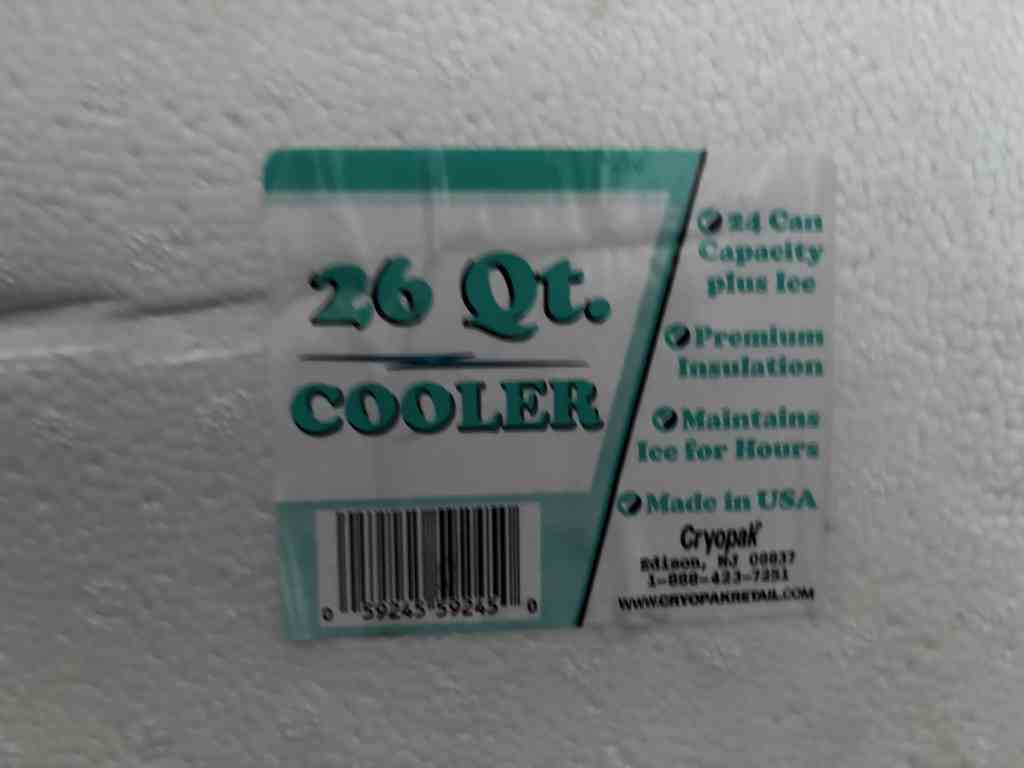 26 Qt.
COOLER
0 59245 59245 0
24 Can
Capacity
plus Ice
Premium
Insulation
Maintains
Ice for Hours
Made in USA
Cryopak
Edison, NJ 08837
1-888-423-7251
WWW.CRYOPAKRETAIL.COM